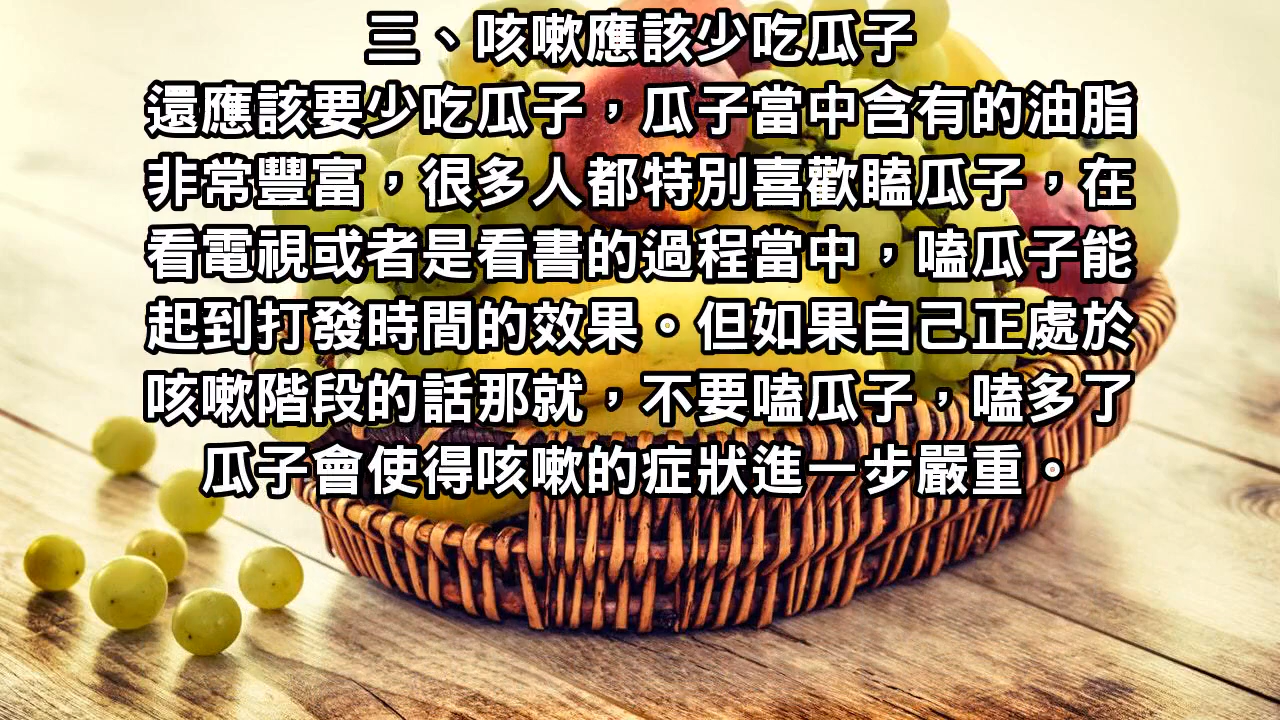 三、咳嗽應該少吃瓜子
還應該要少吃瓜子，瓜子當中含有的油脂
非常豐富，很多人都特別喜歡瞌瓜子，在
看電視或者是看書的過程當中，嗑瓜子能
起到打發時間的效果。但如果自己正處於
咳嗽階段的話那就，不要嗑瓜子，嗑多了
瓜子會使得咳嗽的症狀進一步嚴重。